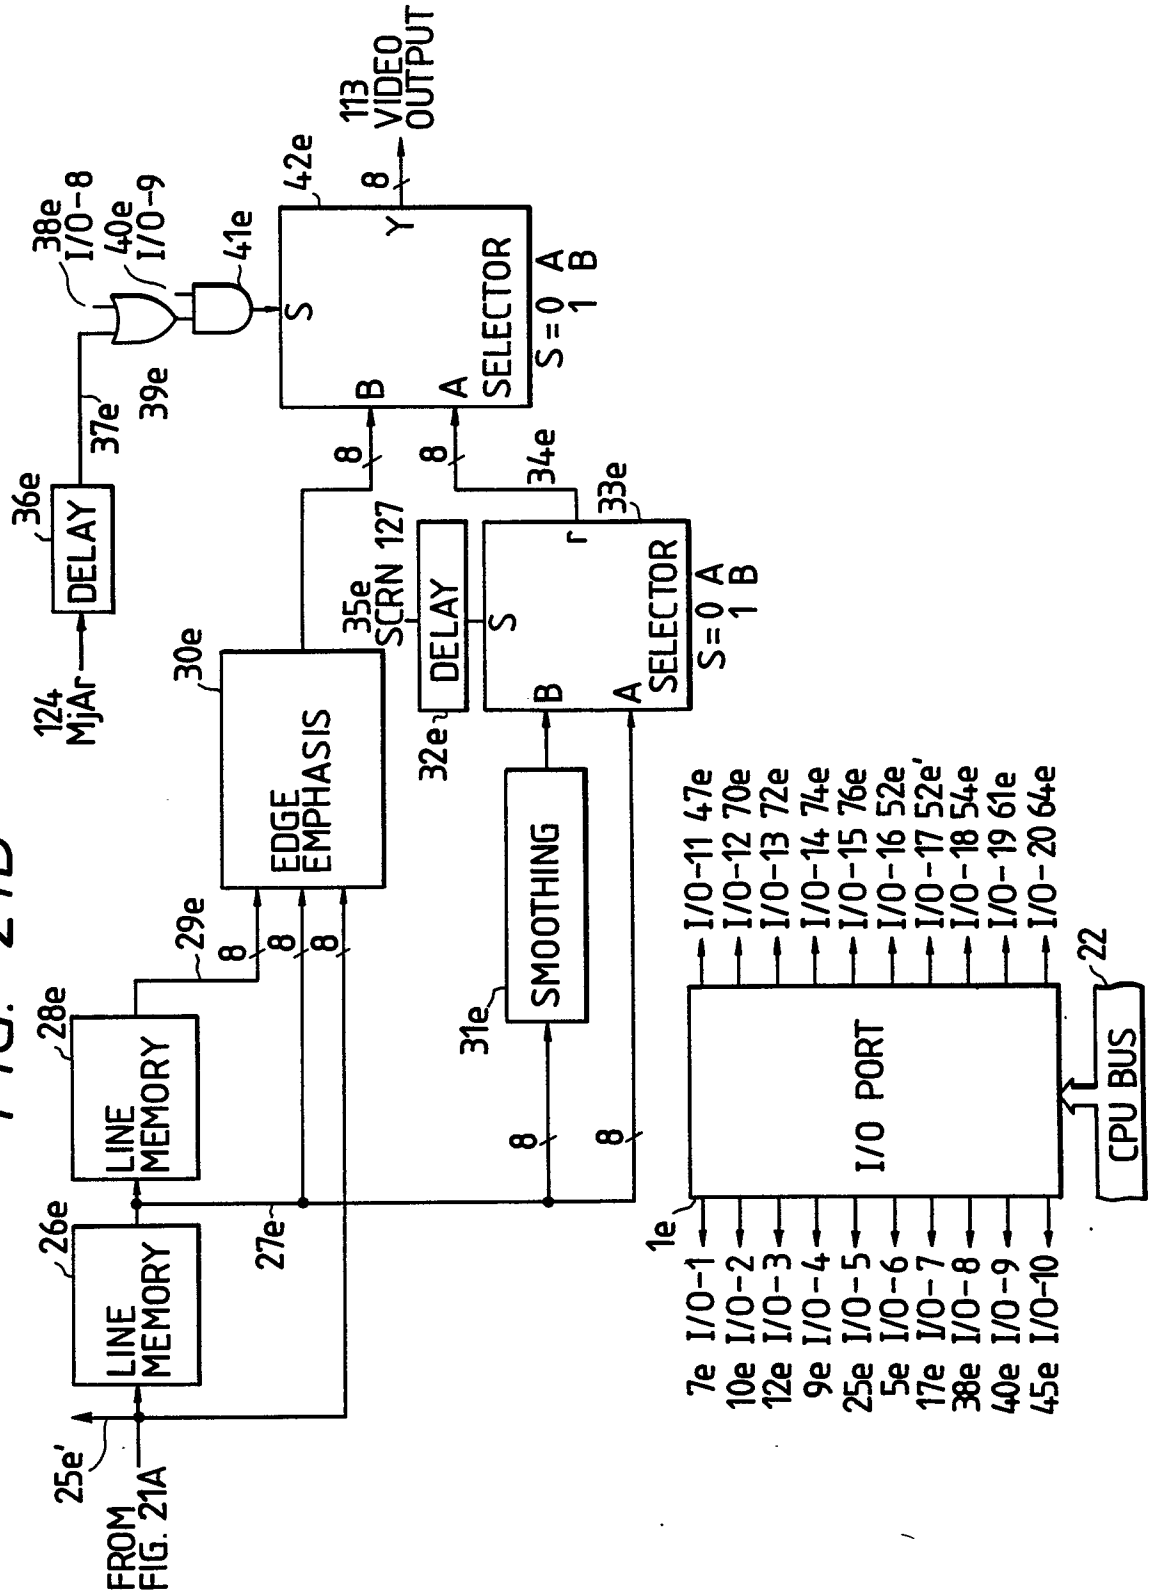 FIG. 21B
FROM
FIG. 21A
25e'
26e
LINE
MEMORY
27e
28e
LINE
MEMORY
29e
8
8
8
30e
EDGE
EMPHASIS
124
MjAr
36e
DELAY
37e
39e
38e
I/O-8
40e
I/O-9
41e
8
8
31e
SMOOTHING
35e
SCRN 127
32e
DELAY
S
B
A
r
SELECTOR
S=0 A
1 B
33e
34e
8
8
42e
S
B
A
Y
SELECTOR
S=0 A
1 B
8
113
VIDEO
OUTPUT
1e
I/O PORT
7e I/O-1
10e I/O-2
12e I/O-3
9e I/O-4
25e I/O-5
5e I/O-6
17e I/O-7
38e I/O-8
40e I/O-9
45e I/O-10
I/O-11 47e
I/O-12 70e
I/O-13 72e
I/O-14 74e
I/O-15 76e
I/O-16 52e
I/O-17 52e'
I/O-18 54e
I/O-19 61e
I/O-20 64e
22
CPU BUS